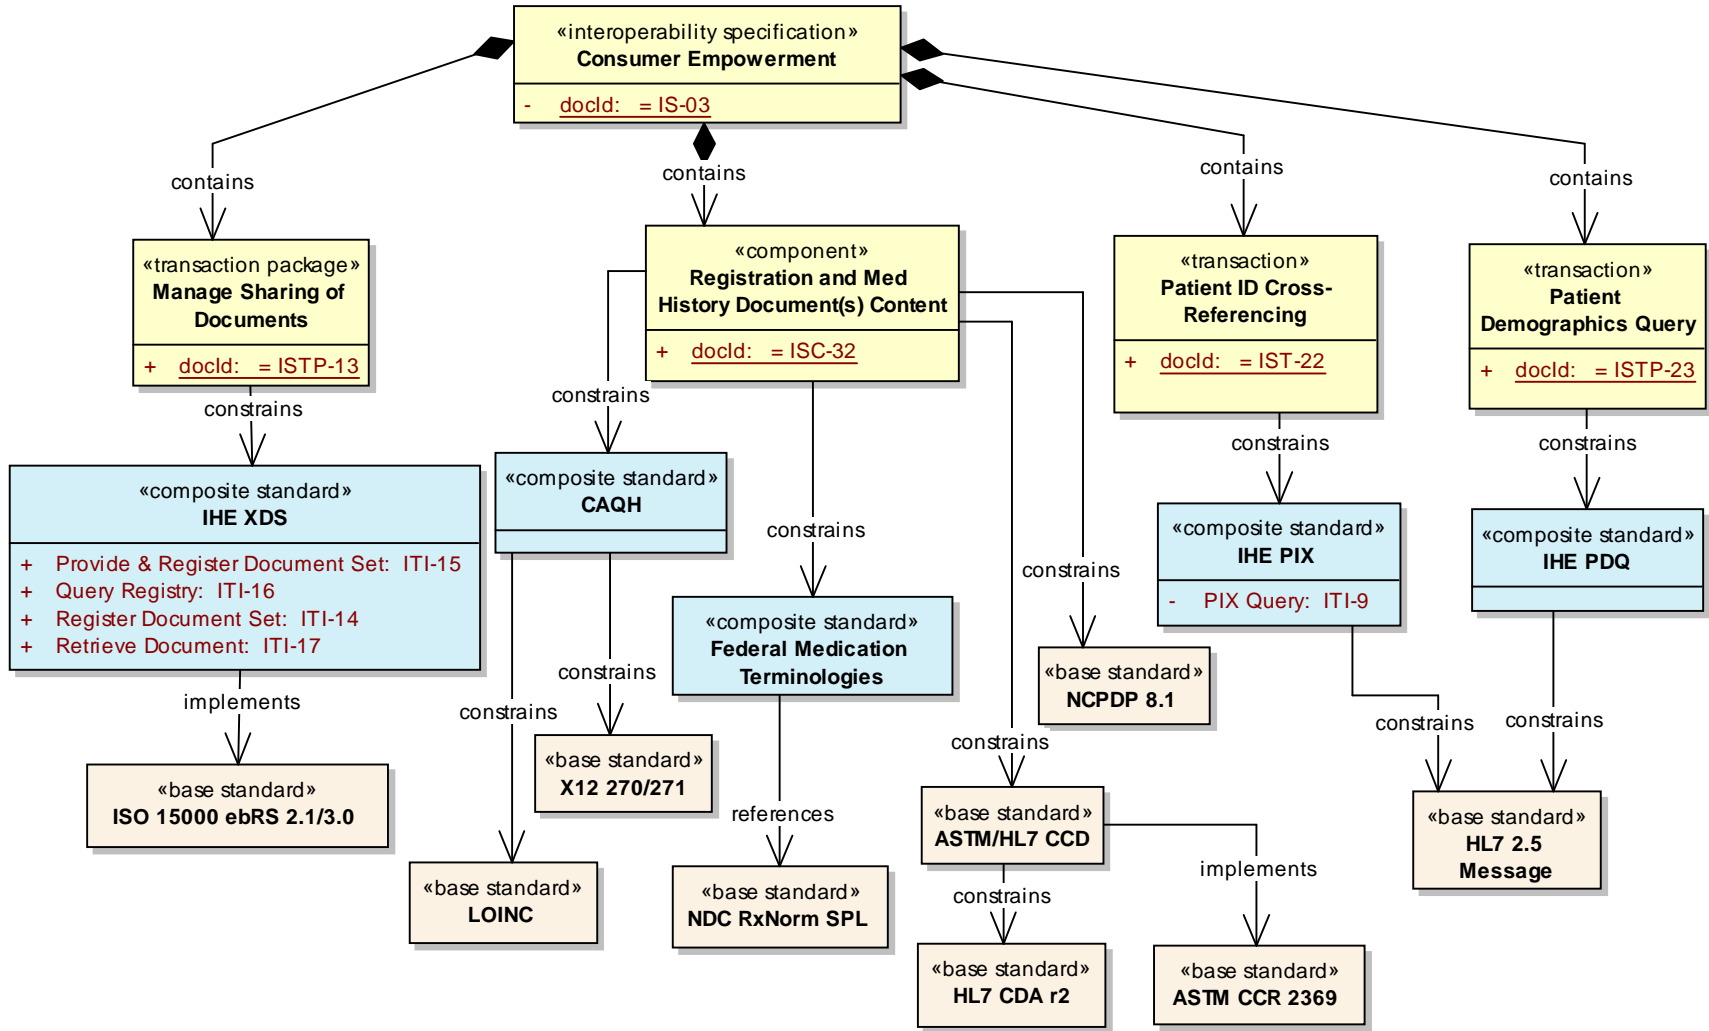 «interoperability specification»
Consumer Empowerment
- docId: = IS-03
contains
contains
contains
contains
«transaction package»
Manage Sharing of
Documents
+ docId: = ISTP-13
«component»
Registration and Med
History Document(s) Content
+ docId: = ISC-32
«transaction»
Patient ID Cross-
Referencing
+ docId: = IST-22
«transaction»
Patient
Demographics Query
+ docId: = ISTP-23
constrains
constrains
constrains
constrains
constrains
constrains
constrains
«composite standard»
IHE XDS
+ Provide & Register Document Set: ITI-15
+ Query Registry: ITI-16
+ Register Document Set: ITI-14
+ Retrieve Document: ITI-17
«composite standard»
CAQH
«composite standard»
Federal Medication
Terminologies
«composite standard»
IHE PIX
- PIX Query: ITI-9
«composite standard»
IHE PDQ
«base standard»
NCPDP 8.1
implements
constrains
constrains
references
constrains
constrains
«base standard»
ISO 15000 ebRS 2.1/3.0
«base standard»
X12 270/271
«base standard»
LOINC
«base standard»
NDC RxNorm SPL
«base standard»
ASTM/HL7 CCD
«base standard»
HL7 2.5
Message
constrains
implements
«base standard»
HL7 CDA r2
«base standard»
ASTM CCR 2369